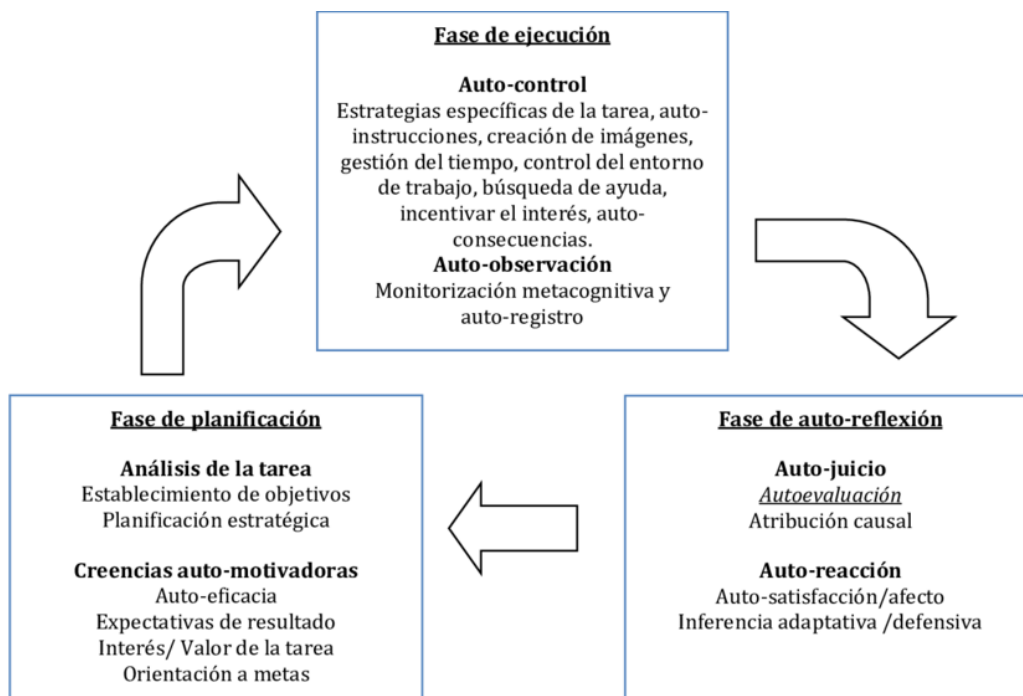 Fase de ejecución
Auto-control
Estrategias específicas de la tarea, auto-
instrucciones, creación de imágenes,
gestión del tiempo, control del entorno
de trabajo, búsqueda de ayuda,
incentivar el interés, auto-
consecuencias.
Auto-observación
Monitorización metacognitiva y
auto-registro
Fase de planificación
Análisis de la tarea
Establecimiento de objetivos
Planificación estratégica
Creencias auto-motivadoras
Auto-eficacia
Expectativas de resultado
Interés/ Valor de la tarea
Orientación a metas
Fase de auto-reflexión
Auto-juicio
Autoevaluación
Atribución causal
Auto-reacción
Auto-satisfacción/afecto
Inferencia adaptativa /defensiva